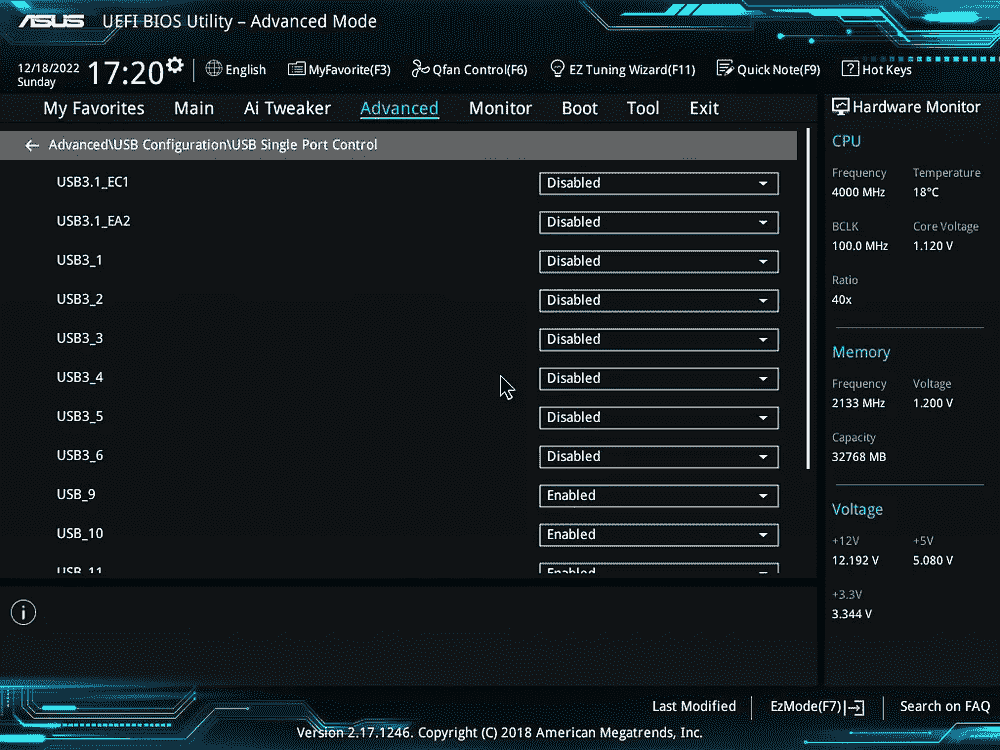 ASUS UEFI BIOS Utility – Advanced Mode
12/18/2022
Sunday
17:20
English
MyFavorite(F3)
Qfan Control(F6)
EZ Tuning Wizard(F11)
Quick Note(F9)
? Hot Keys
My Favorites Main Ai Tweaker Advanced Monitor Boot Tool Exit
Advanced\USB Configuration\USB Single Port Control
USB3.1_EC1 Disabled
USB3.1_EA2 Disabled
USB3_1 Disabled
USB3_2 Disabled
USB3_3 Disabled
USB3_4 Disabled
USB3_5 Disabled
USB3_6 Disabled
USB_9 Enabled
USB_10 Enabled
USB_11 Enabled
Hardware Monitor
CPU
Frequency Temperature
4000 MHz 18°C
BCLK Core Voltage
100.0 MHz 1.120 V
Ratio
40x
Memory
Frequency Voltage
2133 MHz 1.200 V
Capacity
32768 MB
Voltage
+12V +5V
12.192 V 5.080 V
+3.3V
3.344 V
Last Modified EzMode(F7) Search on FAQ
Version 2.17.1246. Copyright (C) 2018 American Megatrends, Inc.